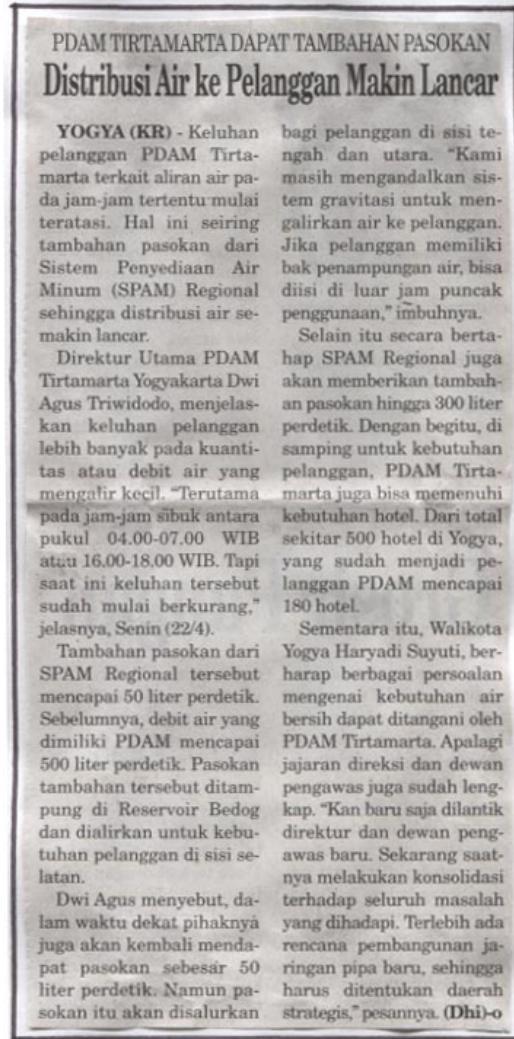 PDAM TIRTAMARTA DAPAT TAMBAHAN PASOKAN
Distribusi Air ke Pelanggan Makin Lancar
YOGYA (KR) - Keluhan
pelanggan PDAM Tirta-
marta terkait aliran air pa-
da jam-jam tertentu mulai
teratasi. Hal ini seiring
tambahan pasokan dari
Sistem Penyediaan Air
Minum (SPAM) Regional
sehingga distribusi air se-
makin lancar.
Direktur Utama PDAM
Tirtamarta Yogyakarta Dwi
Agus Triwidodo, menjelas-
kan keluhan pelanggan
lebih banyak pada kuanti-
tas atau debit air yang
mengalir kecil. "Terutama
pada jam-jam sibuk antara
pukul 04.00-07.00 WIB
atau 16.00-18.00 WIB. Tapi
saat ini keluhan tersebut
sudah mulai berkurang,"
jelasnya, Senin (22/4).
Tambahan pasokan dari
SPAM Regional tersebut
mencapai 50 liter perdetik.
Sebelumnya, debit air yang
dimiliki PDAM mencapai
500 liter perdetik. Pasokan
tambahan tersebut ditam-
pung di Reservoir Bedog
dan dialirkan untuk kebu-
tuhan pelanggan di sisi se-
latan.
Dwi Agus menyebut, da-
lam waktu dekat pihaknya
juga akan kembali menda-
pat pasokan sebesar 50
liter perdetik. Namun pa-
sokan itu akan disalurkan
bagi pelanggan di sisi te-
ngah dan utara. "Kami
masih mengandalkan sis-
tem gravitasi untuk men-
galirkan air ke pelanggan.
Jika pelanggan memiliki
bak penampungan air, bisa
diisi di luar jam puncak
penggunaan," imbuhnya.
Selain itu secara berta-
hap SPAM Regional juga
akan memberikan tambah-
an pasokan hingga 300 liter
perdetik. Dengan begitu, di
samping untuk kebutuhan
pelanggan, PDAM Tirta-
marta juga bisa memenuhi
kebutuhan hotel. Dari total
sekitar 500 hotel di Yogya,
yang sudah menjadi pe-
langgan PDAM mencapai
180 hotel.
Sementara itu, Walikota
Yogya Haryadi Suyuti, ber-
harap berbagai persoalan
mengenai kebutuhan air
bersih dapat ditangani oleh
PDAM Tirtamarta. Apalagi
jajaran direksi dan dewan
pengawas juga sudah leng-
kap. "Kan baru saja dilantik
direktur dan dewan peng-
awas baru. Sekarang saat-
nya melakukan konsolidasi
terhadap seluruh masalah
yang dihadapi. Terlebih ada
rencana pembangunan ja-
ringan pipa baru, sehingga
harus ditentukan daerah
strategis," pesannya. (Dhi)-o